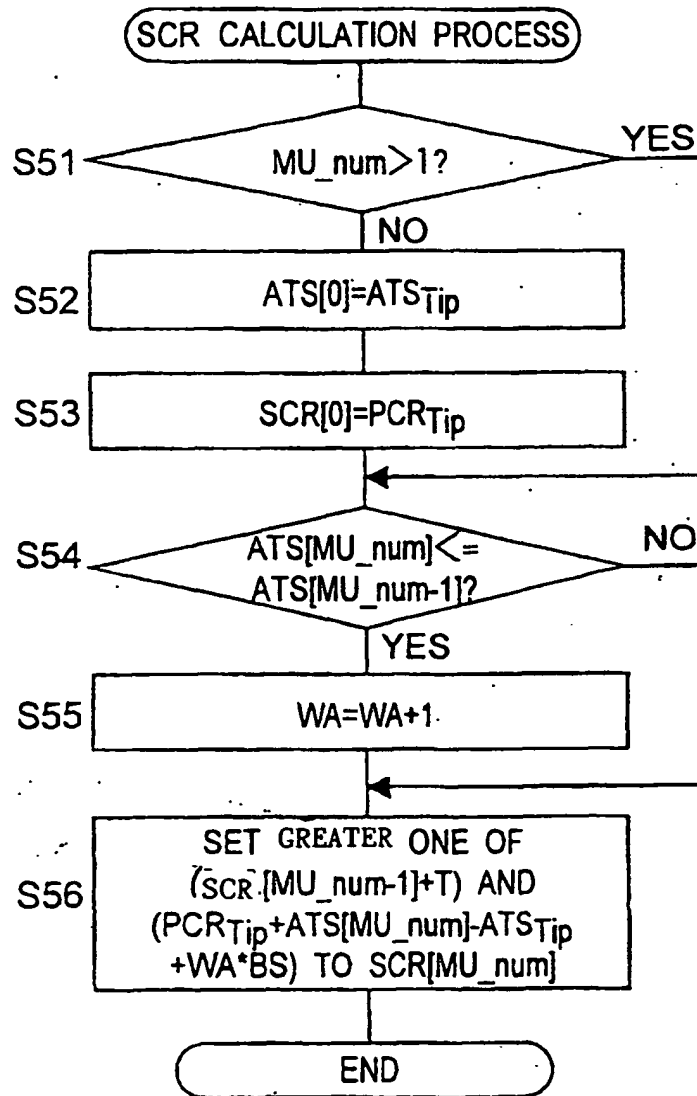 SCR CALCULATION PROCESS
S51
MU_num>1?
YES
NO
S52
ATS[0]=ATSTip
S53
SCR[0]=PCRTip
S54
ATS[MU_num]<=
ATS[MU_num-1]?
NO
YES
S55
WA=WA+1
S56
SET GREATER ONE OF
(SCR [MU_num-1]+T) AND
(PCRTip+ATS[MU_num]-ATSTip
+WA*BS) TO SCR[MU_num]
END